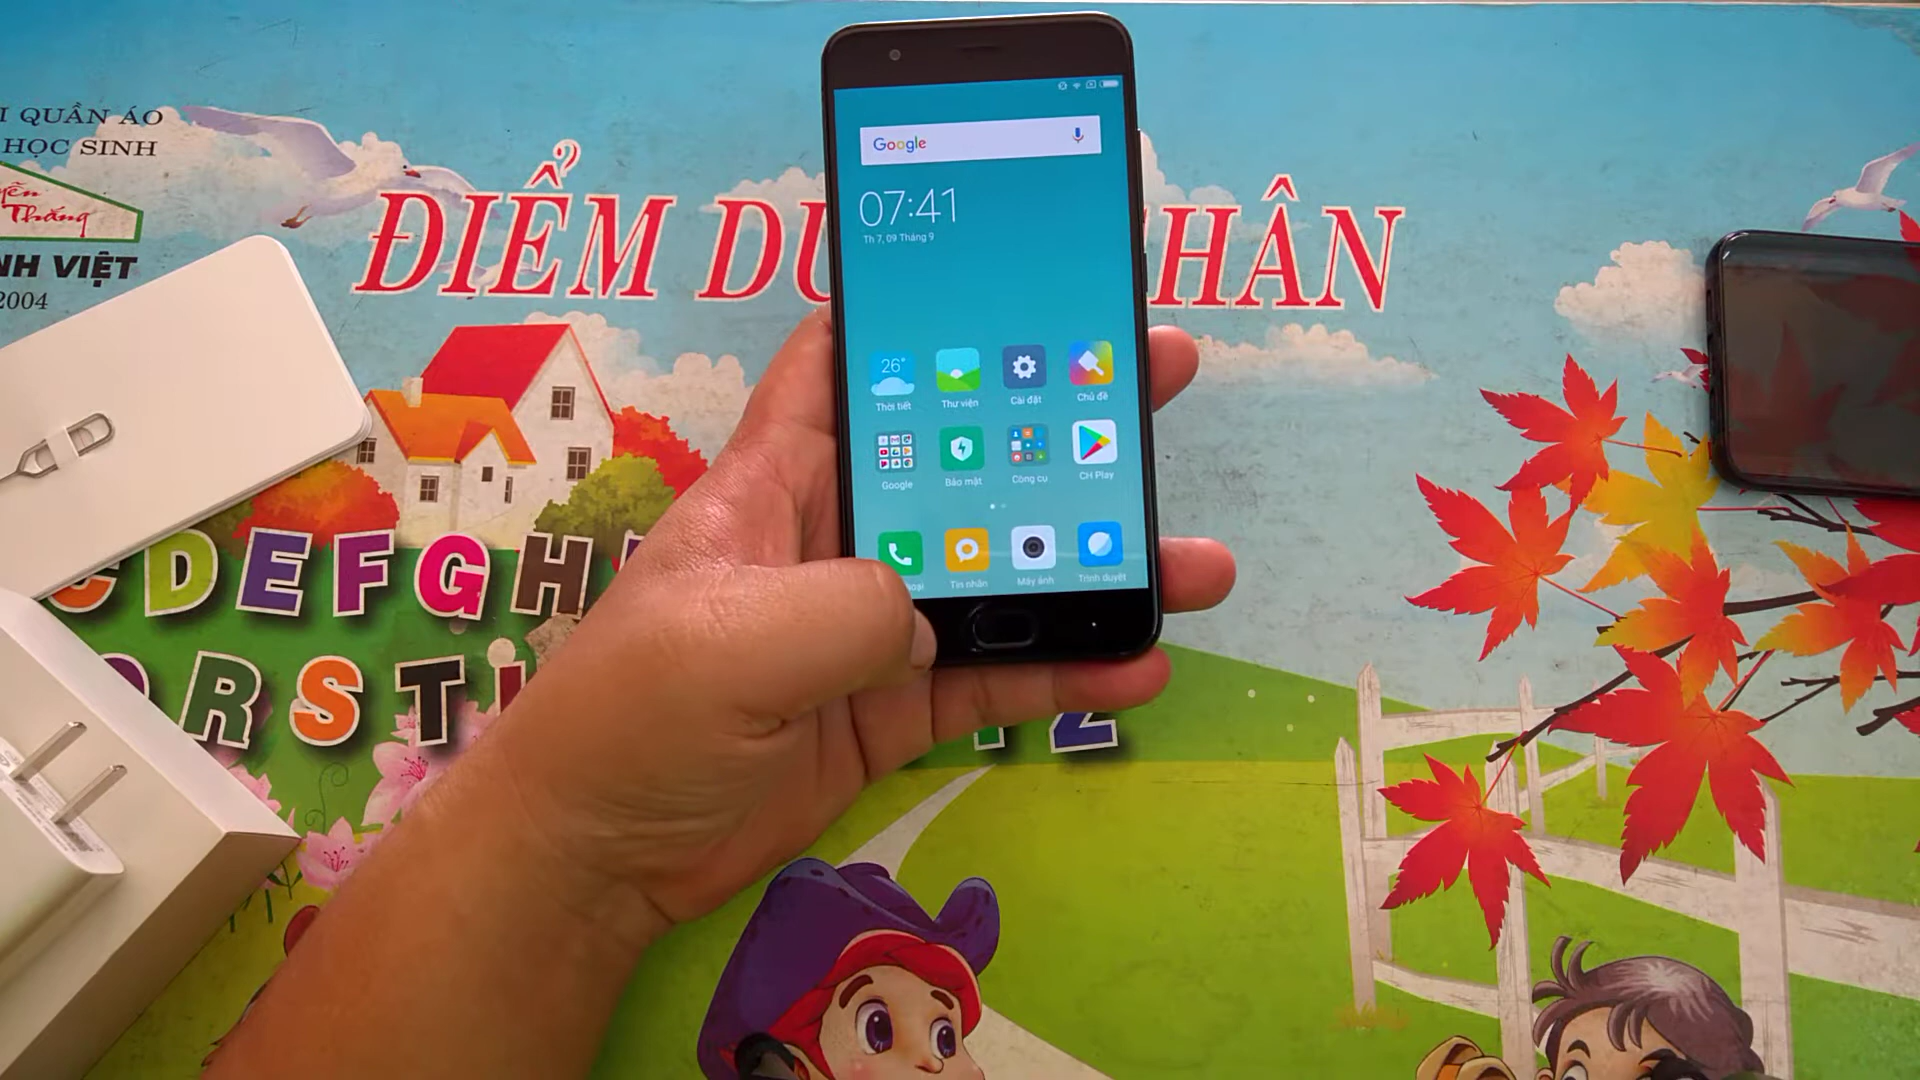 I QUẦN ÁO
HỌC SINH
Thắng
NH VIỆT
2004
ĐIỂM DU
HÂN
Google
07:41
Th 7, 09 Tháng 9
26°
Thời tiết
Thư viện
Cài đặt
Chủ đề
Google
Bảo mật
Công cụ
CH Play
oại
Tin nhắn
Máy ảnh
Trình duyệt
C D E F G H
R S T
Z